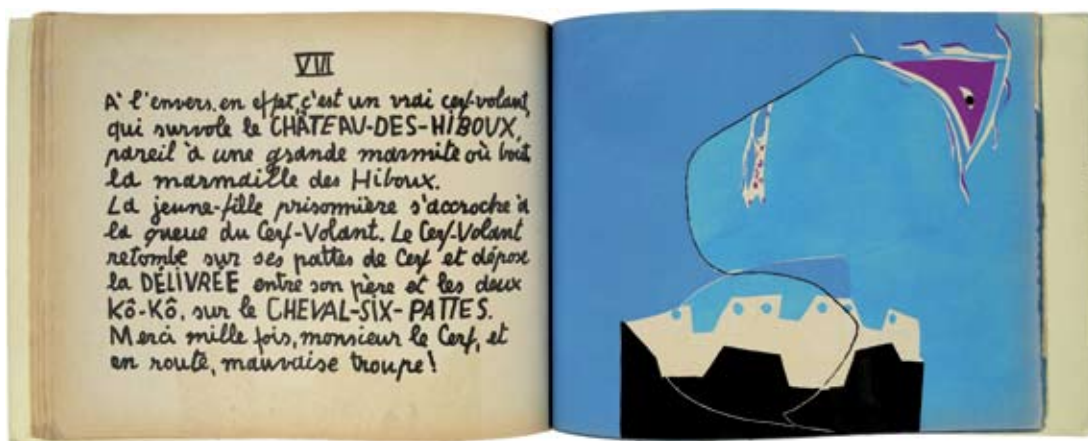 VIII
A' l'envers, en effet, c'est un vrai cerf-volant
qui survole le CHÂTEAU-DES-HIBOUX,
pareil à une grande marmite où bout
la marmaille des Hiboux.
La jeune-fille prisonnière s'accroche à
la queue du Cerf-Volant. Le Cerf-Volant
retombe sur ses pattes de Cerf et dépose
la DÉLIVRÉE entre son père et les deux
KÔ-KÔ, sur le CHEVAL-SIX-PATTES.
Merci mille fois, monsieur le Cerf, et
en route, mauvaise troupe !